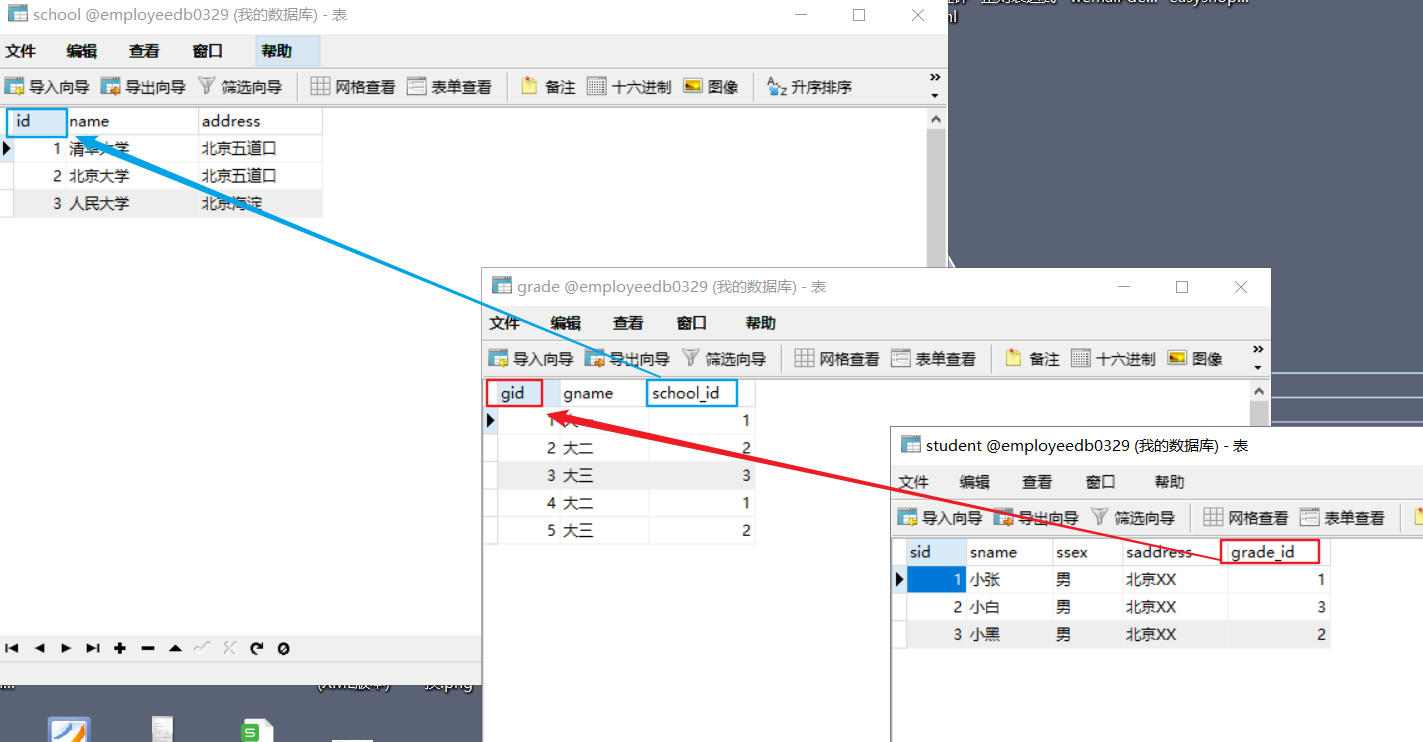 school @employeedb0329 (我的数据库) - 表
文件 编辑 查看 窗口 帮助
导入向导 导出向导 筛选向导 网格查看 表单查看 备注 十六进制 图像 升序排序
id name address
1 清华大学 北京五道口
2 北京大学 北京五道口
3 人民大学 北京海淀
grade @employeedb0329 (我的数据库) - 表
文件 编辑 查看 窗口 帮助
导入向导 导出向导 筛选向导 网格查看 表单查看 备注 十六进制 图像
gid gname school_id
1 大一 1
2 大二 2
3 大三 3
4 大二 1
5 大三 2
student @employeedb0329 (我的数据库) - 表
文件 编辑 查看 窗口 帮助
导入向导 导出向导 筛选向导 网格查看 表单查看
sid sname ssex saddress grade_id
1 小张 男 北京XX 1
2 小白 男 北京XX 3
3 小黑 男 北京XX 2